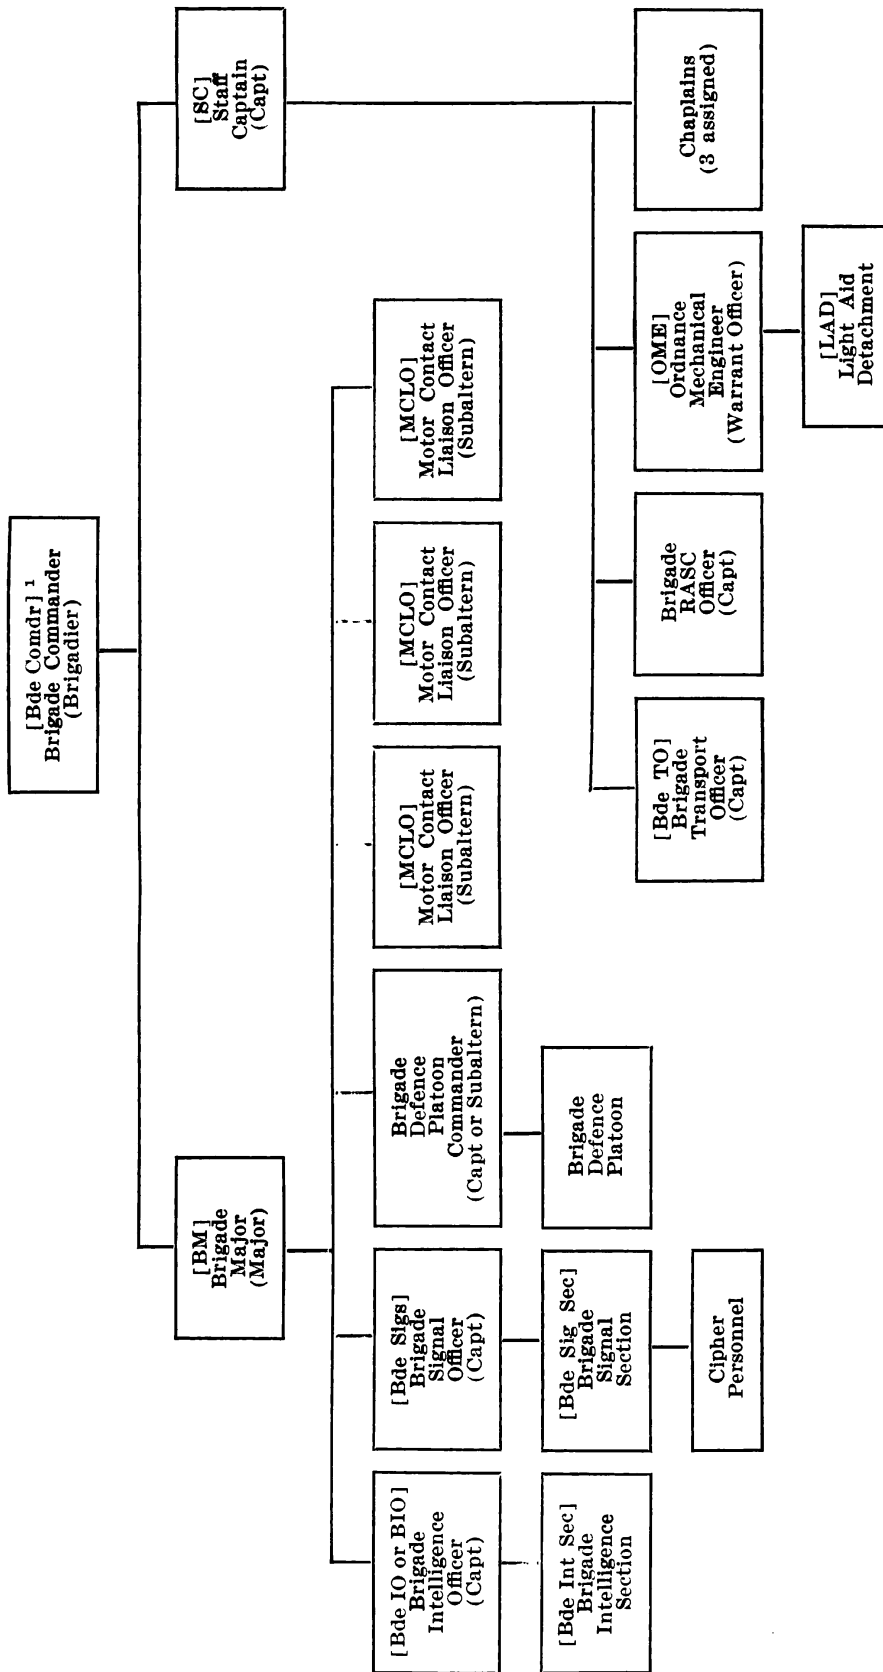 [Bde Comdr] 1
Brigade Commander
(Brigadier)
[BM]
Brigade
Major
(Major)
[SC]
Staff
Captain
(Capt)
[Bde IO or BIO]
Brigade
Intelligence
Officer
(Capt)
[Bde Sigs]
Brigade
Signal
Officer
(Capt)
Brigade
Defence
Platoon
Commander
(Capt or Subaltern)
[MCLO]
Motor Contact
Liaison Officer
(Subaltern)
[MCLO]
Motor Contact
Liaison Officer
(Subaltern)
[MCLO]
Motor Contact
Liaison Officer
(Subaltern)
[Bde Int Sec]
Brigade
Intelligence
Section
[Bde Sig Sec]
Brigade
Signal
Section
Brigade
Defence
Platoon
Cipher
Personnel
[Bde TO]
Brigade
Transport
Officer
(Capt)
Brigade
RASC
Officer
(Capt)
[OME]
Ordnance
Mechanical
Engineer
(Warrant Officer)
Chaplains
(3 assigned)
[LAD]
Light Aid
Detachment